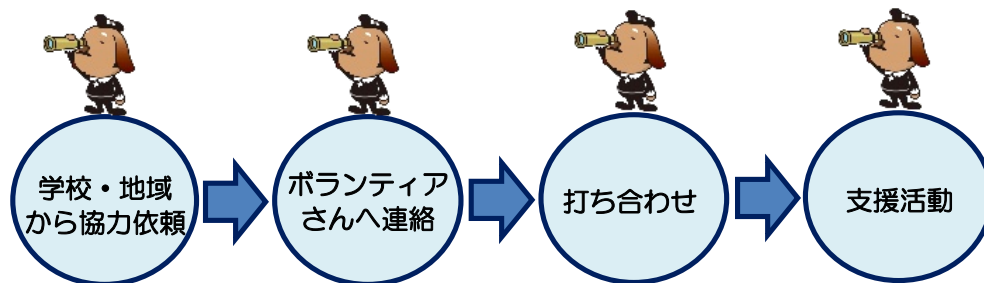 学校・地域
から協力依頼
ボランティア
さんへ連絡
打ち合わせ
支援活動